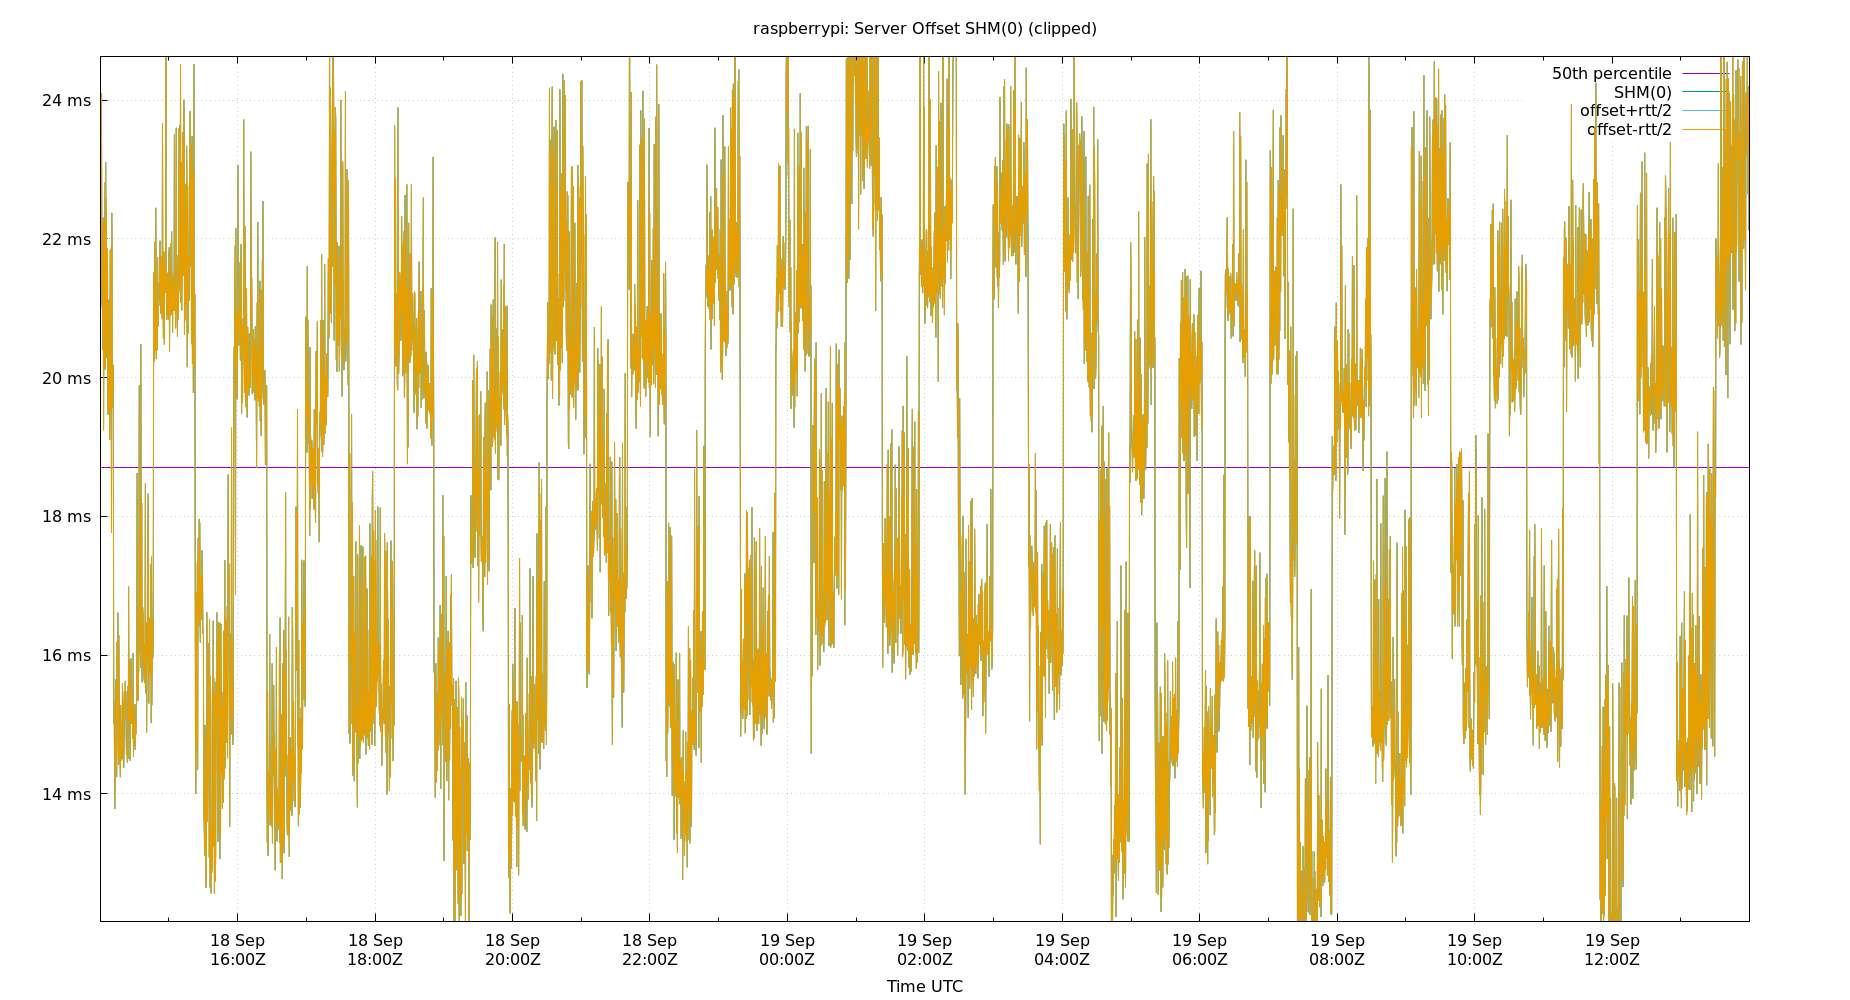 raspberrypi: Server Offset SHM(0) (clipped)
50th percentile
SHM(0)
offset+rtt/2
offset-rtt/2
24 ms
22 ms
20 ms
18 ms
16 ms
14 ms
18 Sep 18 Sep 18 Sep 18 Sep 19 Sep 19 Sep 19 Sep 19 Sep 19 Sep 19 Sep 19 Sep
16:00Z 18:00Z 20:00Z 22:00Z 00:00Z 02:00Z 04:00Z 06:00Z 08:00Z 10:00Z 12:00Z
Time UTC